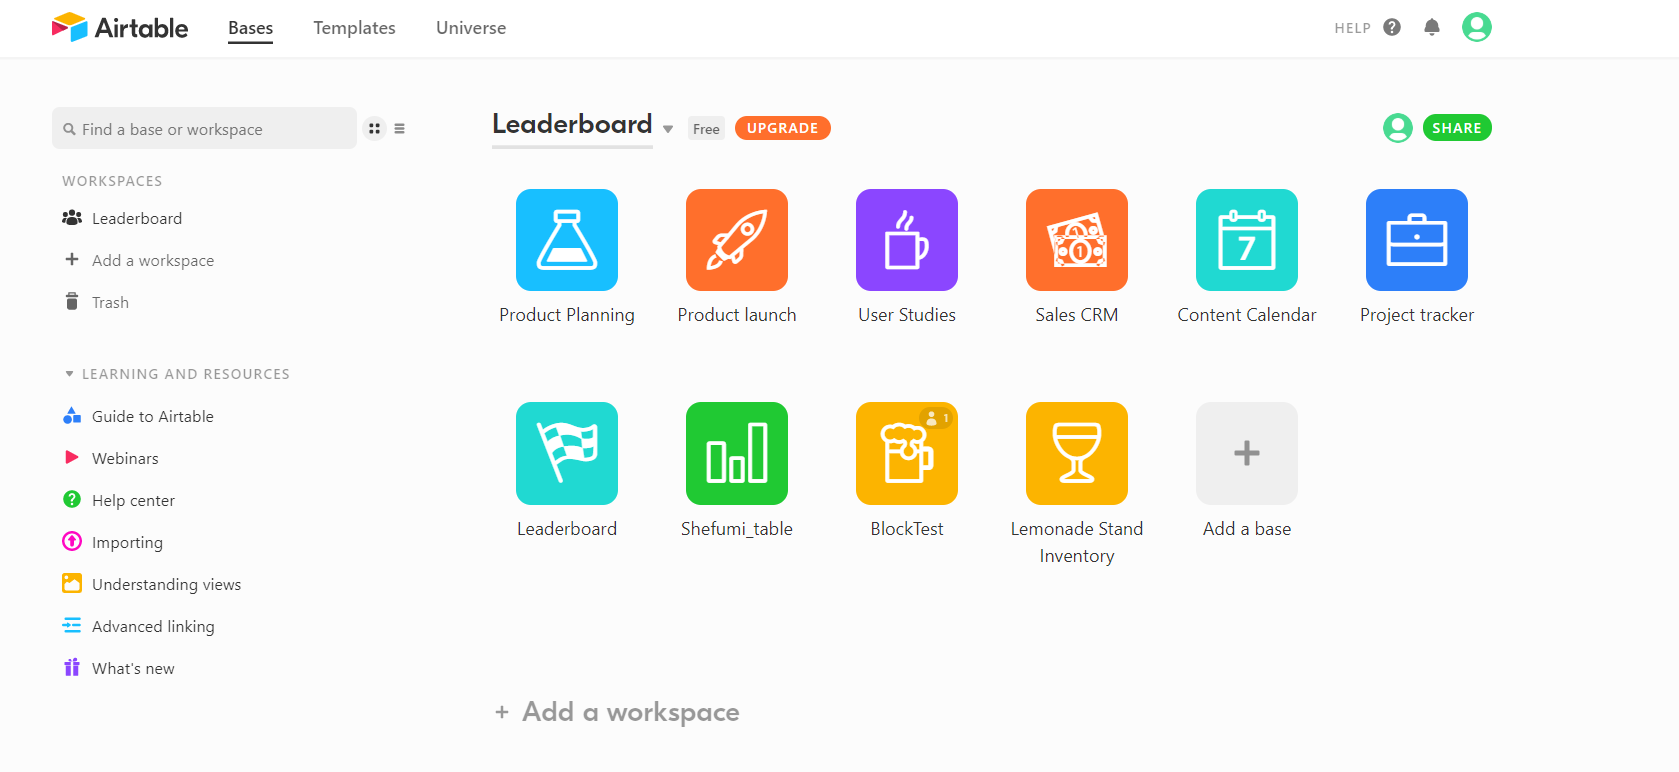 Airtable Bases Templates Universe HELP ?
Find a base or workspace
Leaderboard Free UPGRADE SHARE
WORKSPACES
Leaderboard
Add a workspace
Trash
LEARNING AND RESOURCES
Guide to Airtable
Webinars
? Help center
Importing
Understanding views
Advanced linking
What's new
1 7
Product Planning Product launch User Studies Sales CRM Content Calendar Project tracker
1
Leaderboard Shefumi_table BlockTest Lemonade Stand Add a base
Inventory
+ Add a workspace